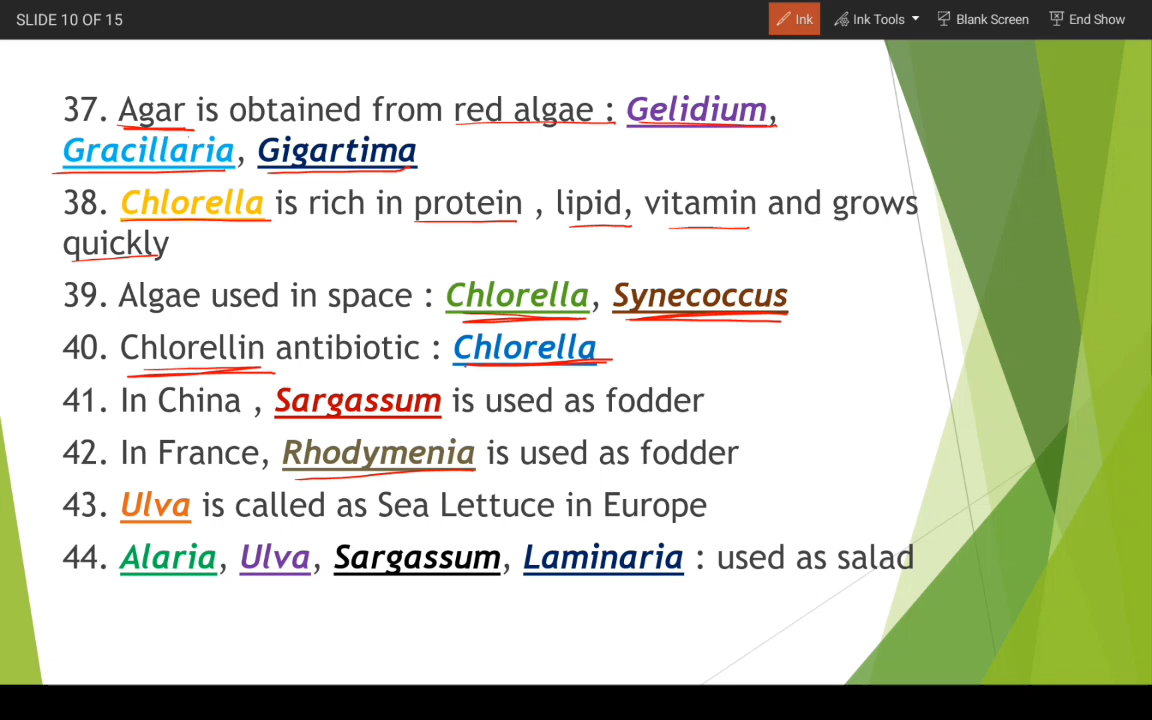 SLIDE 10 OF 15
Ink
Ink Tools
Blank Screen
End Show
37. Agar is obtained from red algae : Gelidium,
Gracillaria, Gigartima
38. Chlorella is rich in protein , lipid, vitamin and grows
quickly
39. Algae used in space : Chlorella, Synecoccus
40. Chlorellin antibiotic : Chlorella
41. In China , Sargassum is used as fodder
42. In France, Rhodymenia is used as fodder
43. Ulva is called as Sea Lettuce in Europe
44. Alaria, Ulva, Sargassum, Laminaria : used as salad